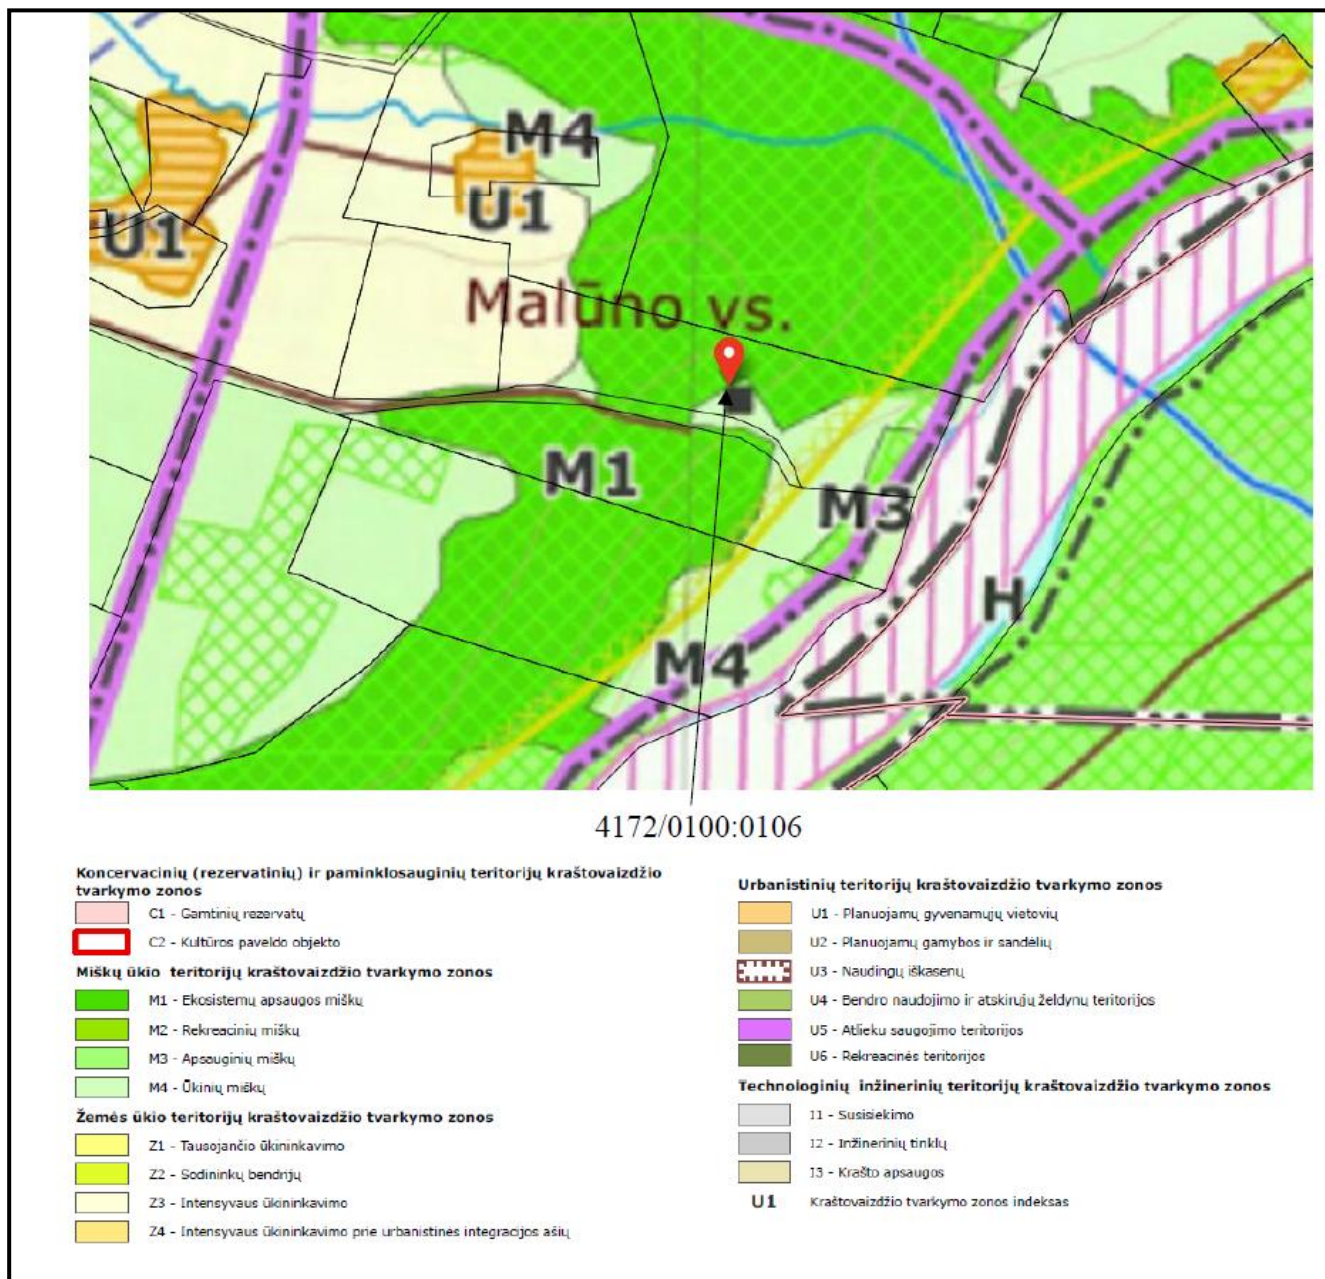 M4
U1
U1
Malūno vs.
M1
M3
H
M4
4172/0100:0106
Koncervacinių (rezervatinių) ir paminklosauginių teritorijų kraštovaizdžio
tvarkymo zonos
C1 - Gamtinių rezervatų
C2 - Kultūros paveldo objekto
Miškų ūkio teritorijų kraštovaizdžio tvarkymo zonos
M1 - Ekosistemų apsaugos miškų
M2 - Rekreacinių miškų
M3 - Apsauginių miškų
M4 - Ūkinių miškų
Žemės ūkio teritorijų kraštovaizdžio tvarkymo zonos
Z1 - Tausojančio ūkininkavimo
Z2 - Sodininkų bendrijų
Z3 - Intensyvaus ūkininkavimo
Z4 - Intensyvaus ūkininkavimo prie urbanistinės integracijos ašių
Urbanistinių teritorijų kraštovaizdžio tvarkymo zonos
U1 - Planuojamų gyvenamųjų vietovių
U2 - Planuojamų gamybos ir sandėlių
U3 - Naudingų iškasenų
U4 - Bendro naudojimo ir atskirųjų želdynų teritorijos
U5 - Atliekų saugojimo teritorijos
U6 - Rekreacinės teritorijos
Technologinių inžinerinių teritorijų kraštovaizdžio tvarkymo zonos
I1 - Susisiekimo
I2 - Inžinerinių tinklų
I3 - Krašto apsaugos
U1 Kraštovaizdžio tvarkymo zonos indeksas